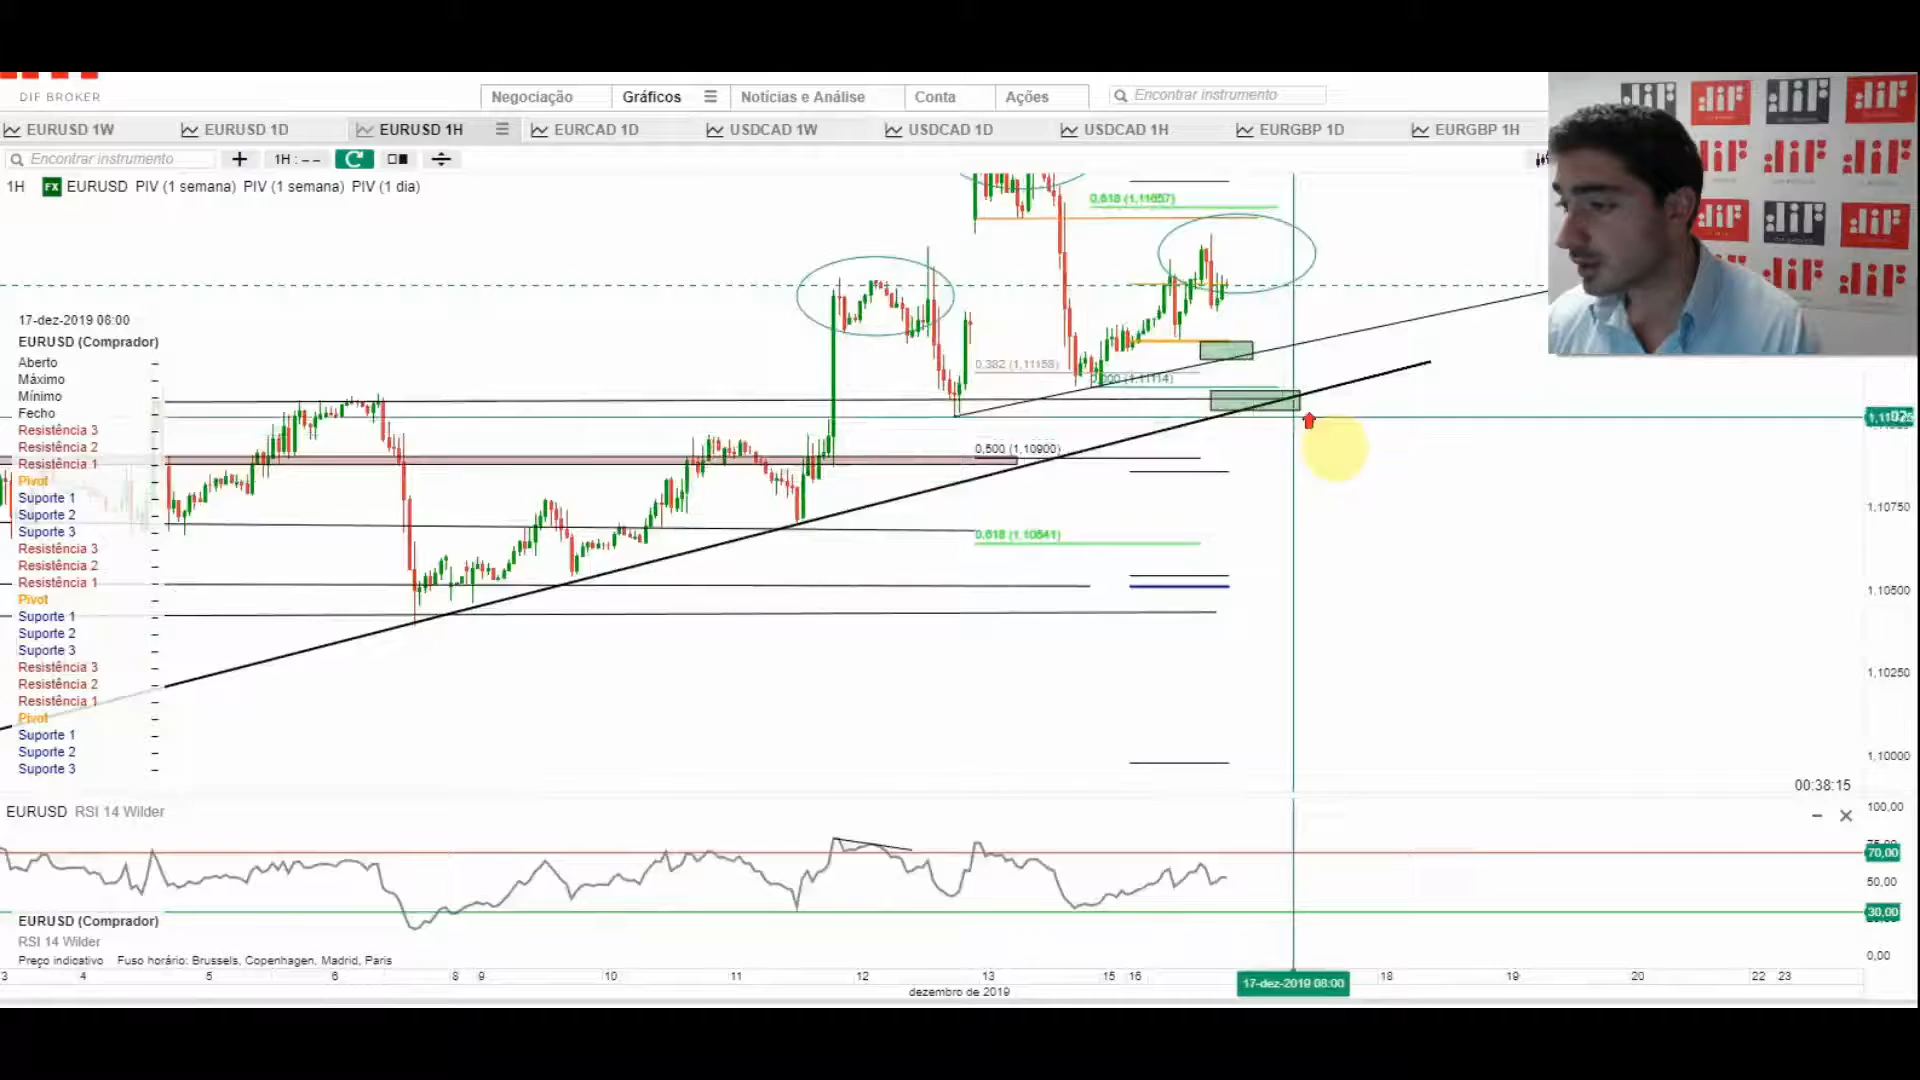 DIF BROKER
Negociação Gráficos Notícias e Análise Conta Ações Encontrar instrumento
EURUSD 1W EURUSD 1D EURUSD 1H EURCAD 1D USDCAD 1W USDCAD 1D USDCAD 1H EURGBP 1D EURGBP 1H
Encontrar instrumento 1H : – –
1H FX EURUSD PIV (1 semana) PIV (1 semana) PIV (1 dia)
0,618 (1,11657)
17-dez-2019 08:00
EURUSD (Comprador)
Aberto –
Máximo –
Mínimo –
Fecho –
Resistência 3 –
Resistência 2 –
Resistência 1 –
Pivot –
Suporte 1 –
Suporte 2 –
Suporte 3 –
Resistência 3 –
Resistência 2 –
Resistência 1 –
Pivot –
Suporte 1 –
Suporte 2 –
Suporte 3 –
Resistência 3 –
Resistência 2 –
Resistência 1 –
Pivot –
Suporte 1 –
Suporte 2 –
Suporte 3 –
0,382 (1,11158)
(1,11114)
0,500 (1,10900)
0,618 (1,10641)
1,10750
1,10500
1,10250
1,10000
00:38:15
EURUSD RSI 14 Wilder
100,00
70,00
50,00
30,00
0,00
EURUSD (Comprador)
RSI 14 Wilder
Preço indicativo Fuso horário: Brussels, Copenhagen, Madrid, Paris
3 4 5 6 8 9 10 11 12 13 15 16 17-dez-2019 08:00 18 19 20 22 23
dezembro de 2019